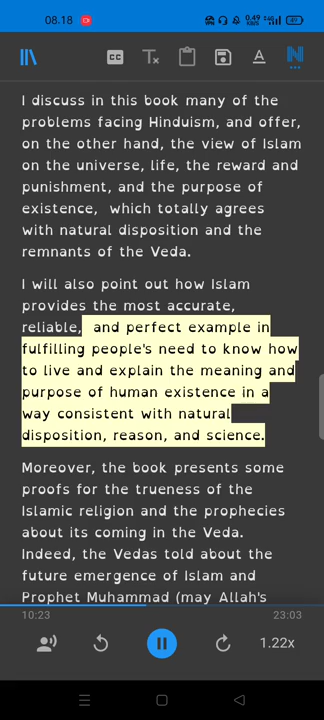 08.18
0.49
KB/s
CC
I discuss in this book many of the
problems facing Hinduism, and offer,
on the other hand, the view of Islam
on the universe, life, the reward and
punishment, and the purpose of
existence, which totally agrees
with natural disposition and the
remnants of the Veda.
I will also point out how Islam
provides the most accurate,
reliable, and perfect example in
fulfilling people's need to know how
to live and explain the meaning and
purpose of human existence in a
way consistent with natural
disposition, reason, and science.
Moreover, the book presents some
proofs for the trueness of the
Islamic religion and the prophecies
about its coming in the Veda.
Indeed, the Vedas told about the
future emergence of Islam and
Prophet Muhammad (may Allah's
10:23 23:03
1.22x